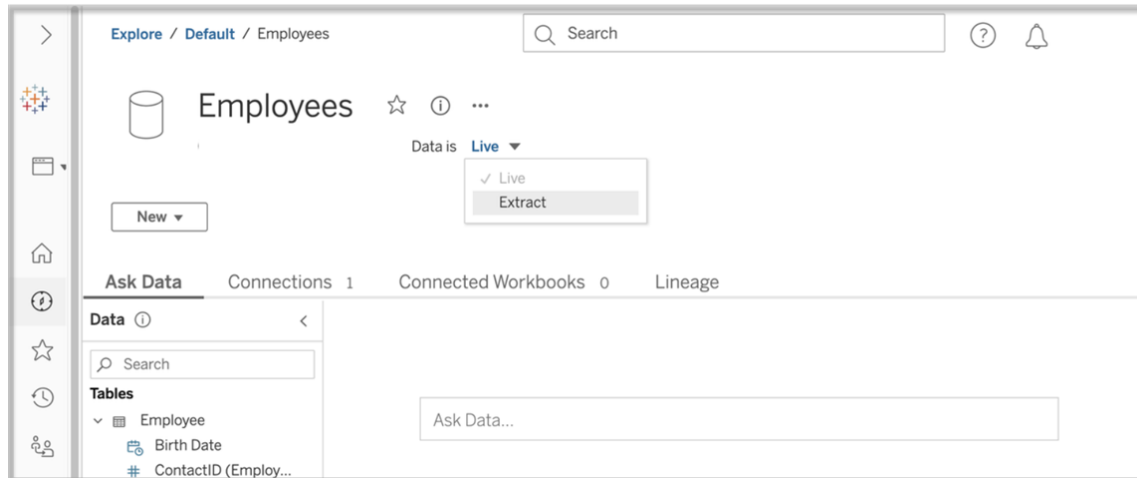 Explore / Default / Employees
Search
Employees
Data is Live
Live
Extract
New
Ask Data Connections 1 Connected Workbooks 0 Lineage
Data
Search
Tables
Employee
Birth Date
ContactID (Employ...
Ask Data...